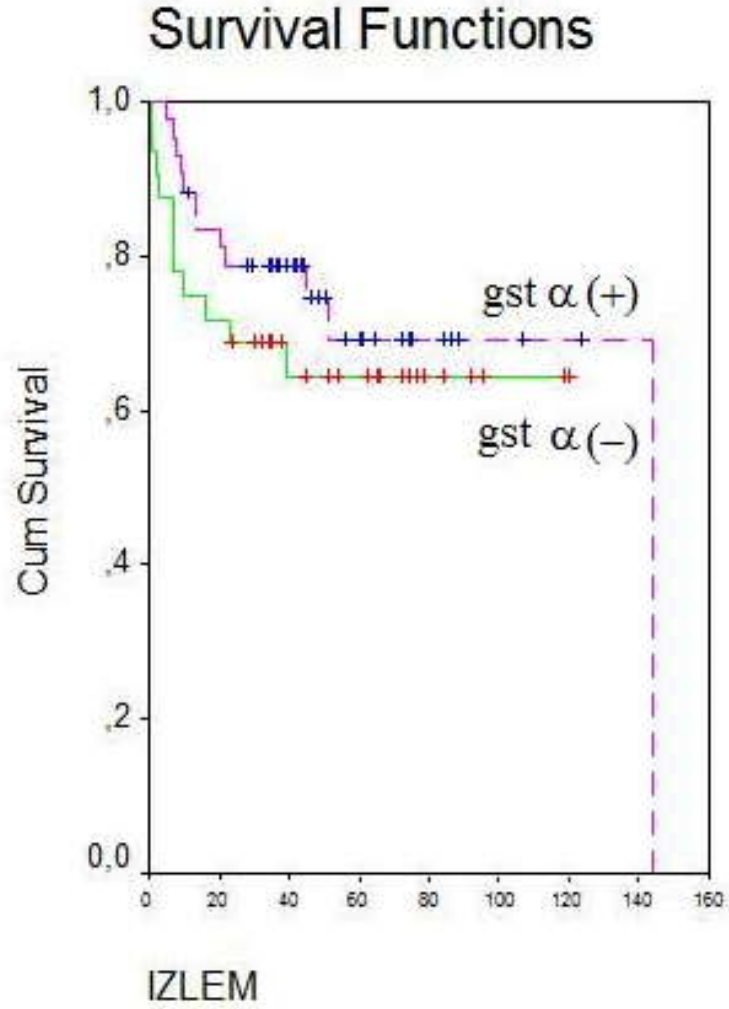 Survival Functions
1,0
,8
,6
,4
,2
0,0
Cum Survival
gst α (+)
gst α (−)
0 20 40 60 80 100 120 140 160
IZLEM